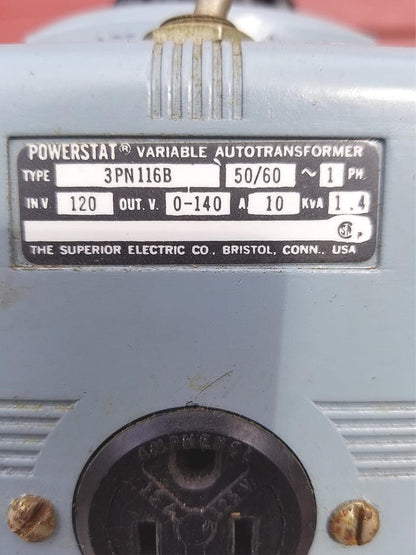 POWERSTAT® VARIABLE AUTOTRANSFORMER
TYPE 3PN116B 50/60 ~ 1 PH.
IN V 120 OUT. V. 0-140 A. 10 KVA 1.4
P
THE SUPERIOR ELECTRIC CO., BRISTOL, CONN., USA
AMPHENOL